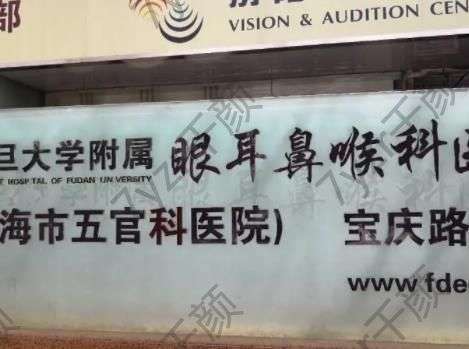 部
VISION & AUDITION CEN
旦大学附属 眼耳鼻喉科医
HOSPITAL OF FUDAN UNIVERSITY
海市五官科医院) 宝庆路
www.fde